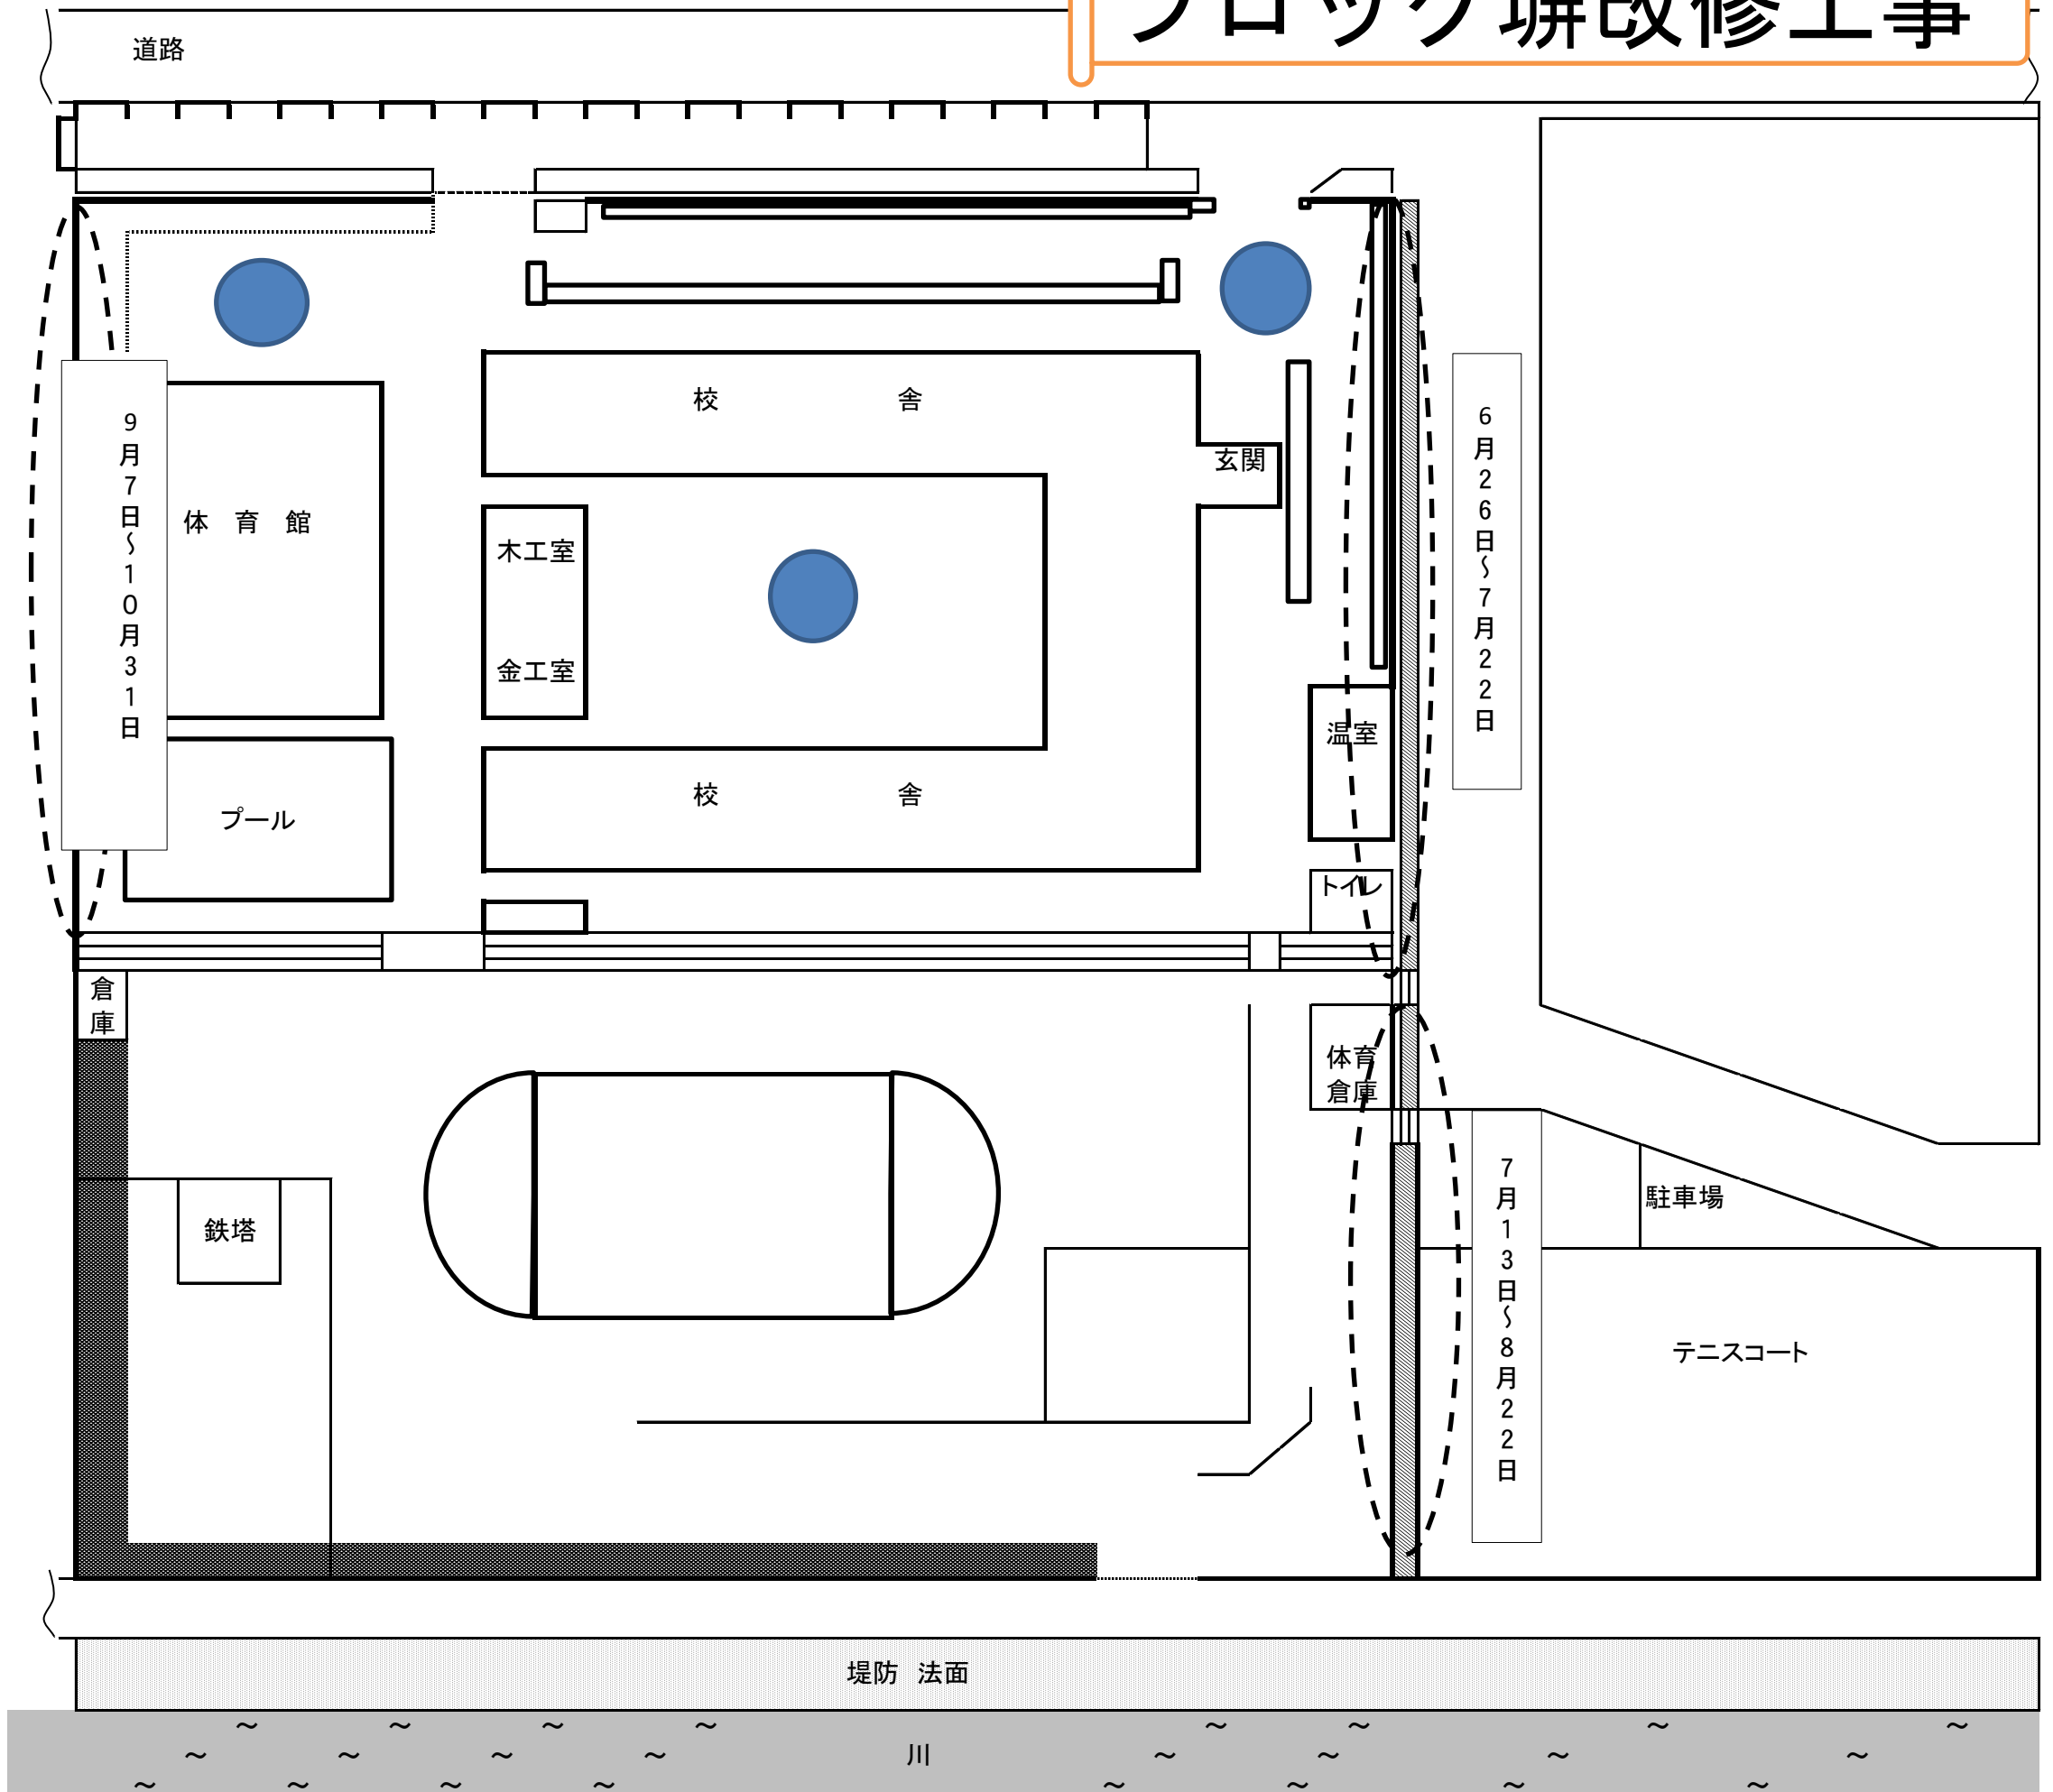 ブロック塀改修工事
道路
校　　舎
玄関
9月7日～10月31日
6月26日～7月22日
体　育　館
木工室
金工室
温室
校　　舎
プール
トイレ
倉庫
体育
倉庫
7月13日～8月22日
駐車場
鉄塔
テニスコート
堤防　法面
～　～　～　～　～　～　～　～
～　～　～　～　川　～　～　～　～
～　～　～　～　～　～　～　～